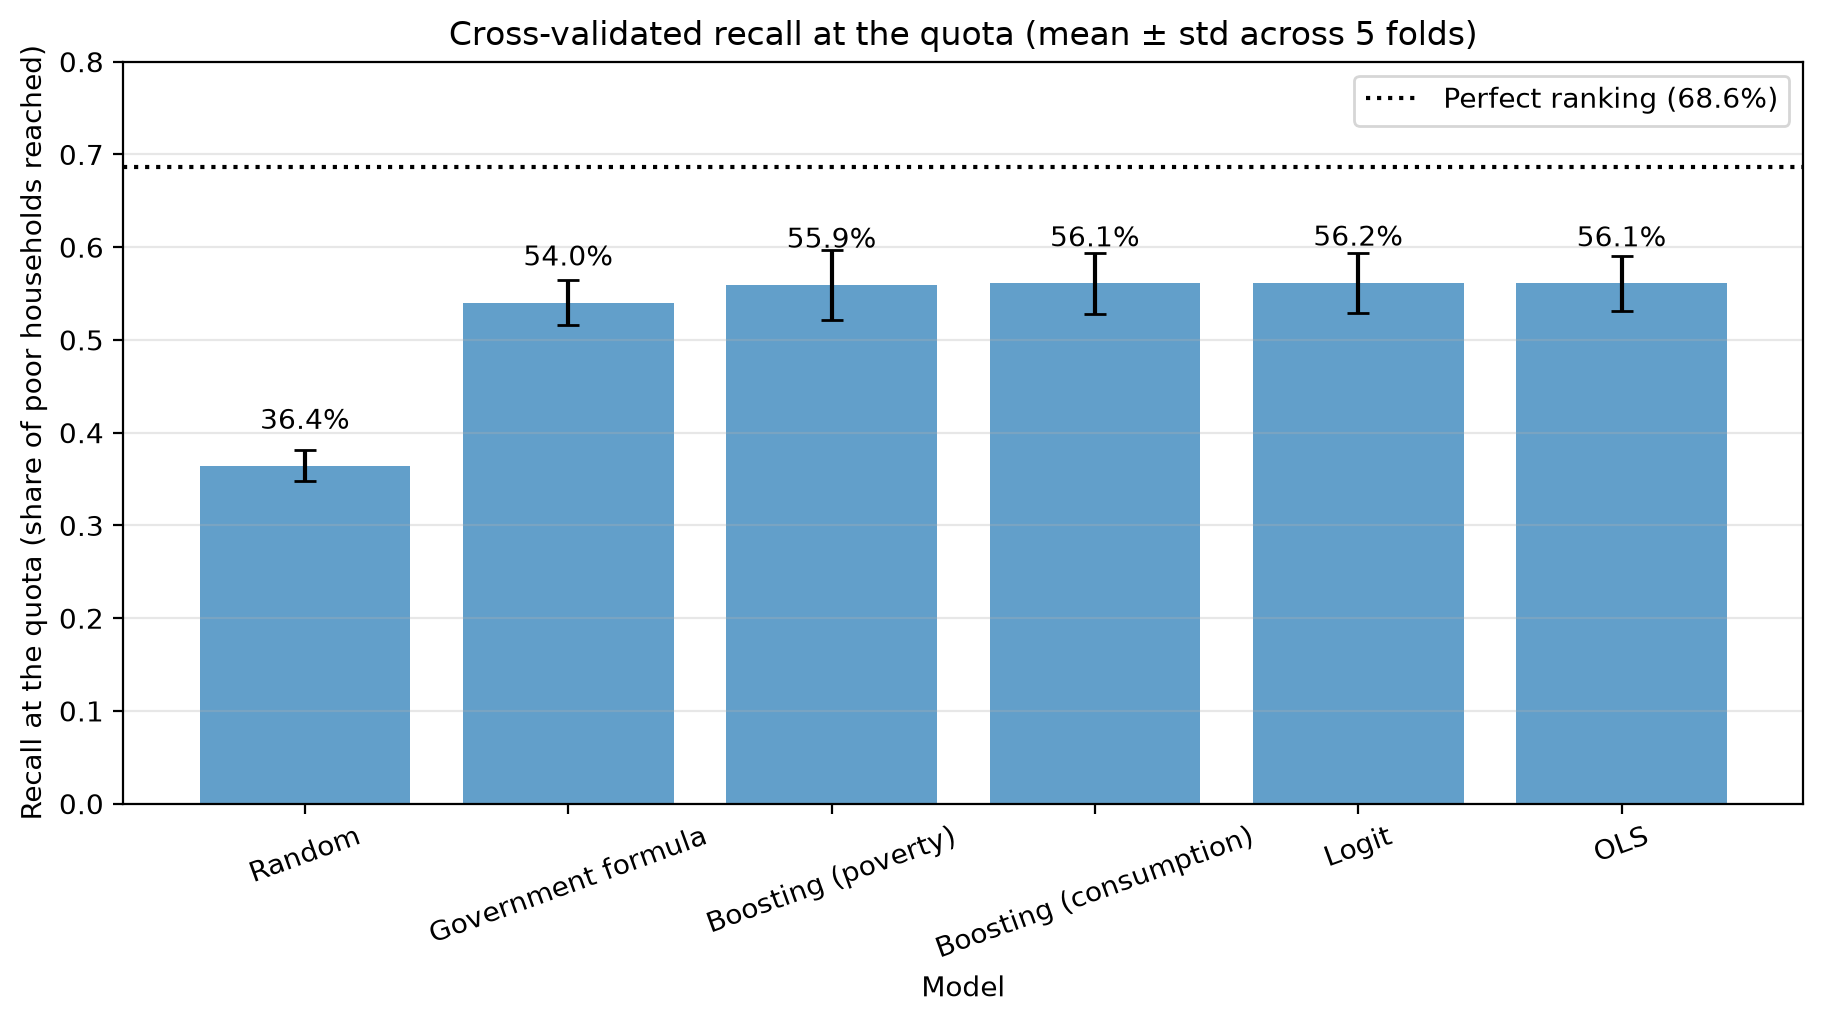 Cross-validated recall at the quota (mean ± std across 5 folds)
Recall at the quota (share of poor households reached)
0.8
0.7
0.6
0.5
0.4
0.3
0.2
0.1
0.0
Perfect ranking (68.6%)
36.4%
54.0%
55.9%
56.1%
56.2%
56.1%
Random
Government formula
Boosting (poverty)
Boosting (consumption)
Logit
OLS
Model